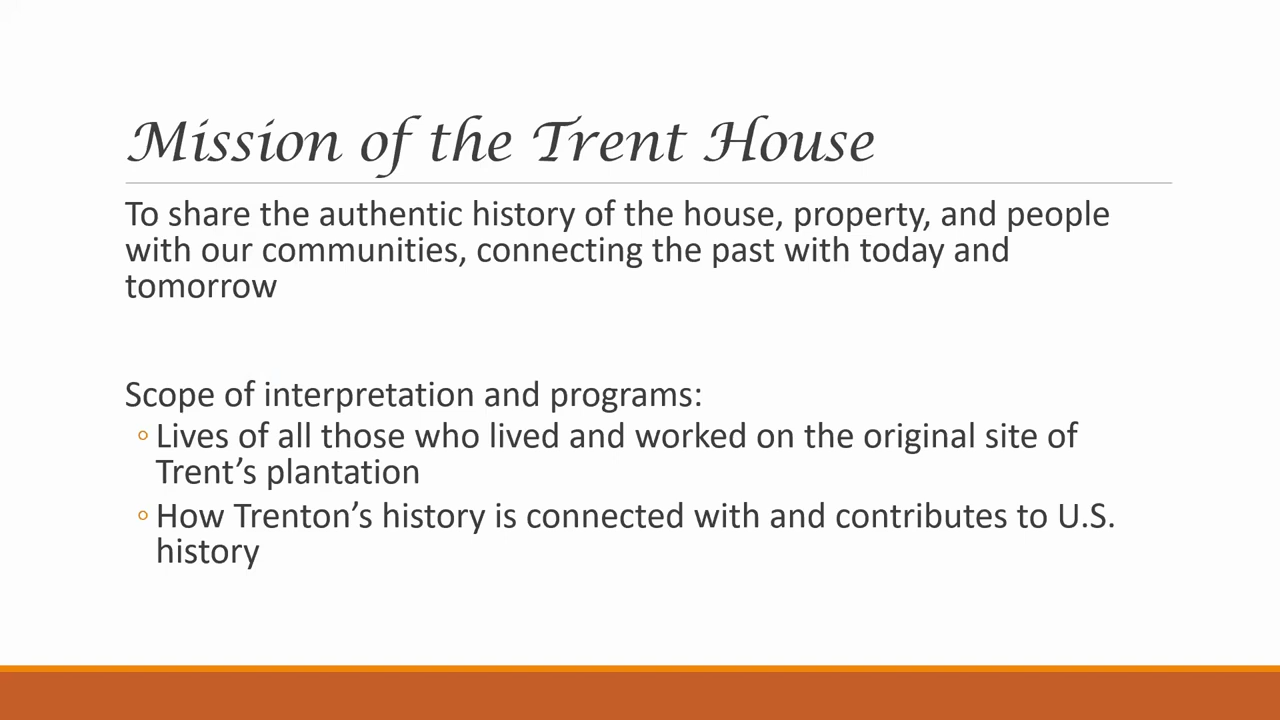 Mission of the Trent House
To share the authentic history of the house, property, and people
with our communities, connecting the past with today and
tomorrow
Scope of interpretation and programs:
◦ Lives of all those who lived and worked on the original site of
Trent’s plantation
◦ How Trenton’s history is connected with and contributes to U.S.
history